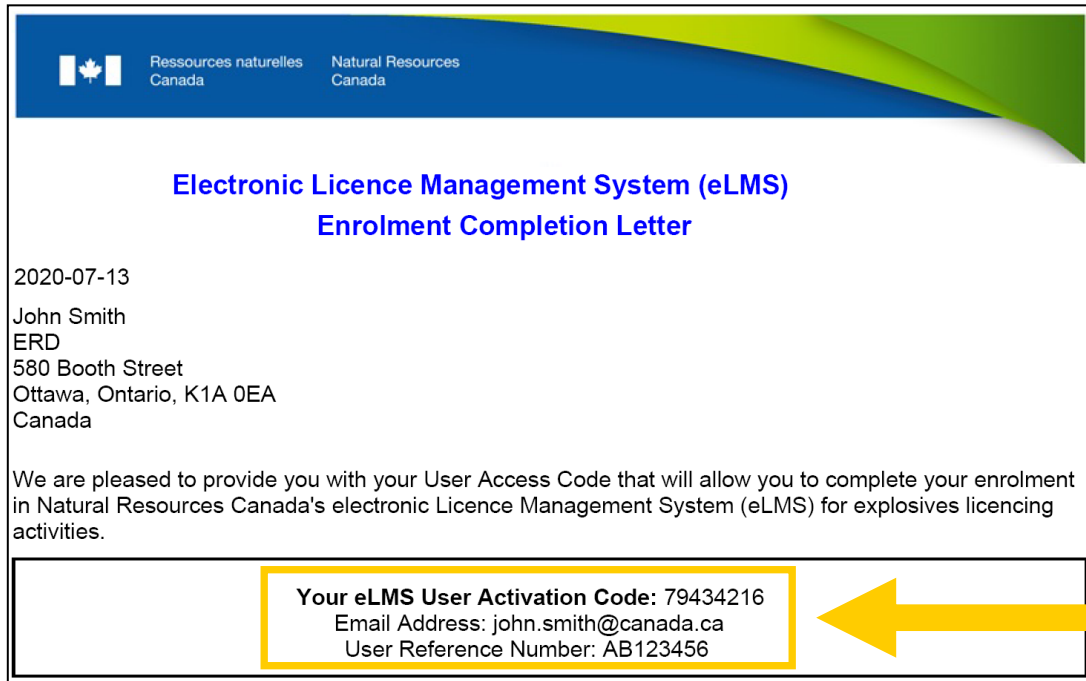 Ressources naturelles Canada
Natural Resources Canada
Electronic Licence Management System (eLMS)
Enrolment Completion Letter
2020-07-13
John Smith
ERD
580 Booth Street
Ottawa, Ontario, K1A 0EA
Canada
We are pleased to provide you with your User Access Code that will allow you to complete your enrolment
in Natural Resources Canada's electronic Licence Management System (eLMS) for explosives licencing
activities.
Your eLMS User Activation Code: 79434216
Email Address: john.smith@canada.ca
User Reference Number: AB123456